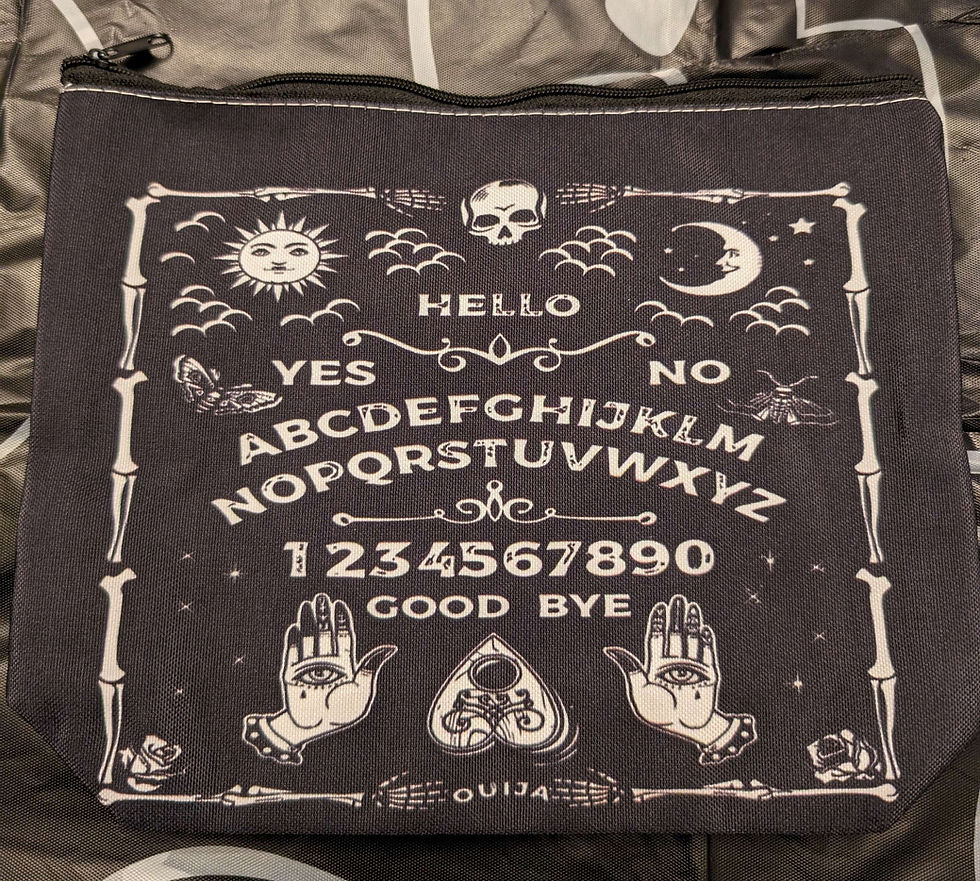 HELLO
YES NO
ABCDEFGHIJKLM
NOPQRSTUVWXYZ
1234567890
GOOD BYE
OUIJA